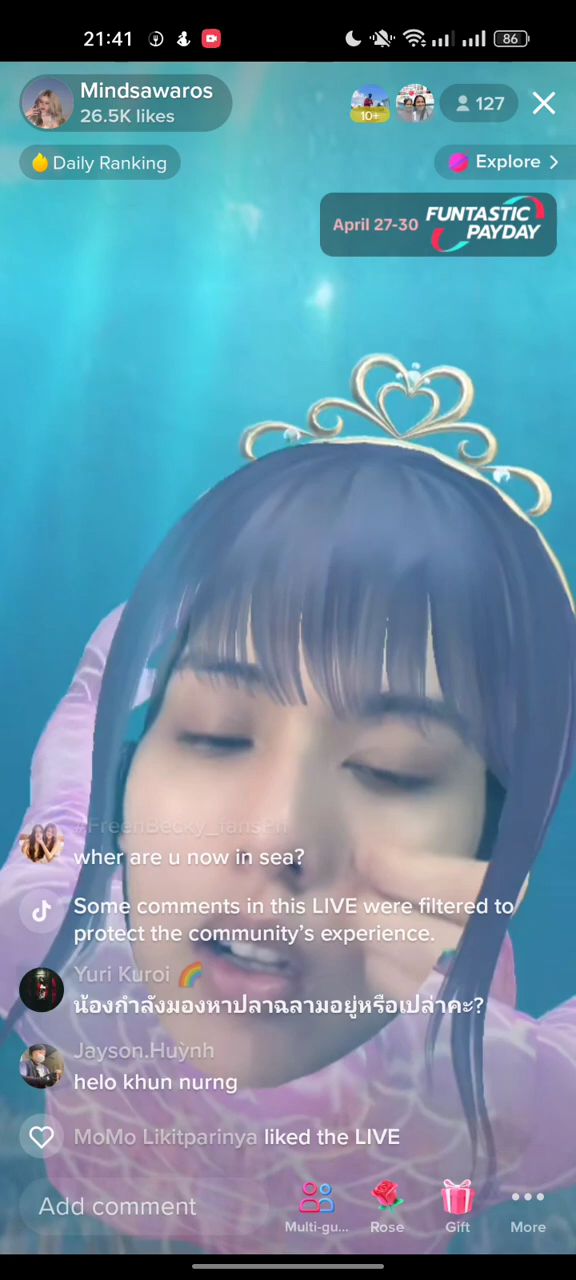 21:41
86
Mindsawaros
26.5K likes
10+
127
Daily Ranking
Explore
April 27-30
FUNTASTIC
PAYDAY
#FreenBecky_fansPh
wher are u now in sea?
Some comments in this LIVE were filtered to
protect the community's experience.
Yuri Kuroi 🌈
น้องกำลังมองหาปลาฉลามอยู่หรือเปล่าคะ?
Jayson.Huỳnh
helo khun nurng
MoMo Likitparinya liked the LIVE
Add comment
Multi-gu...
Rose
Gift
More